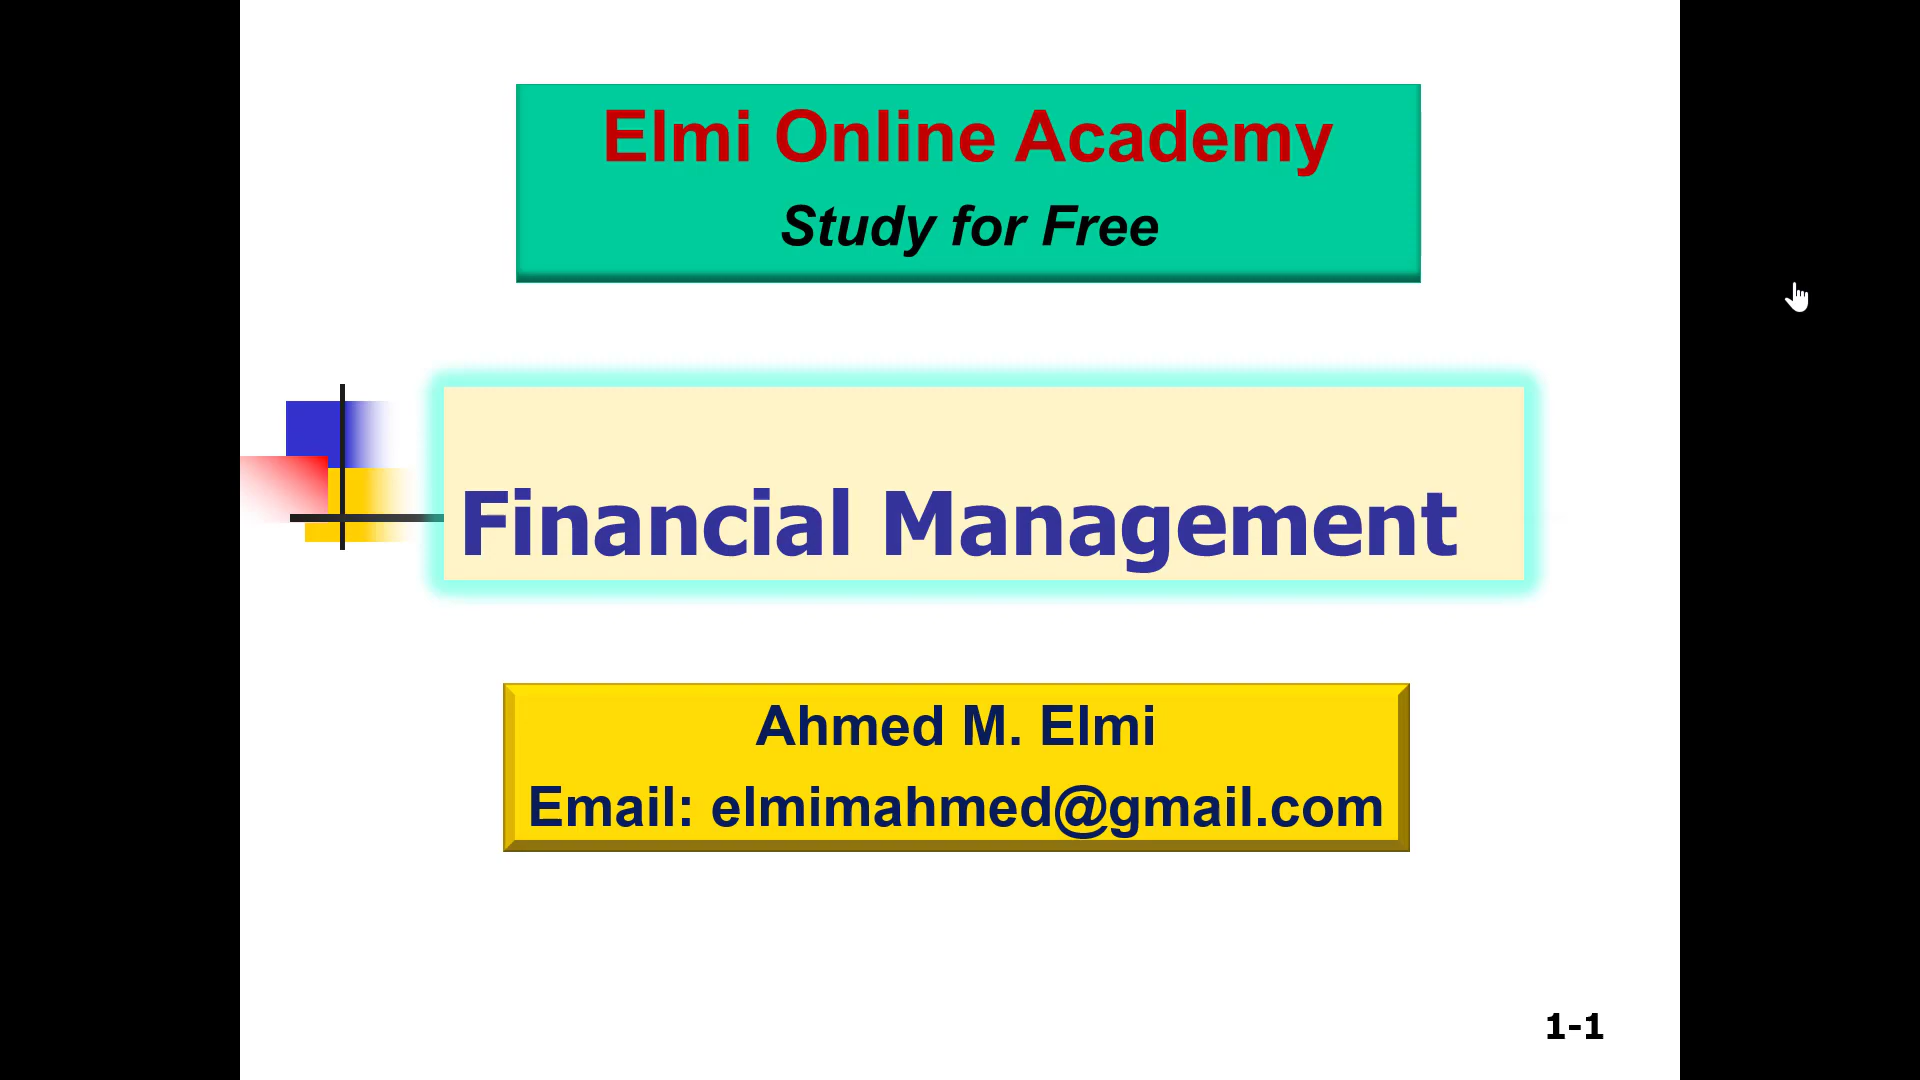 Elmi Online Academy
Study for Free
Financial Management
Ahmed M. Elmi
Email: elmimahmed@gmail.com
1-1